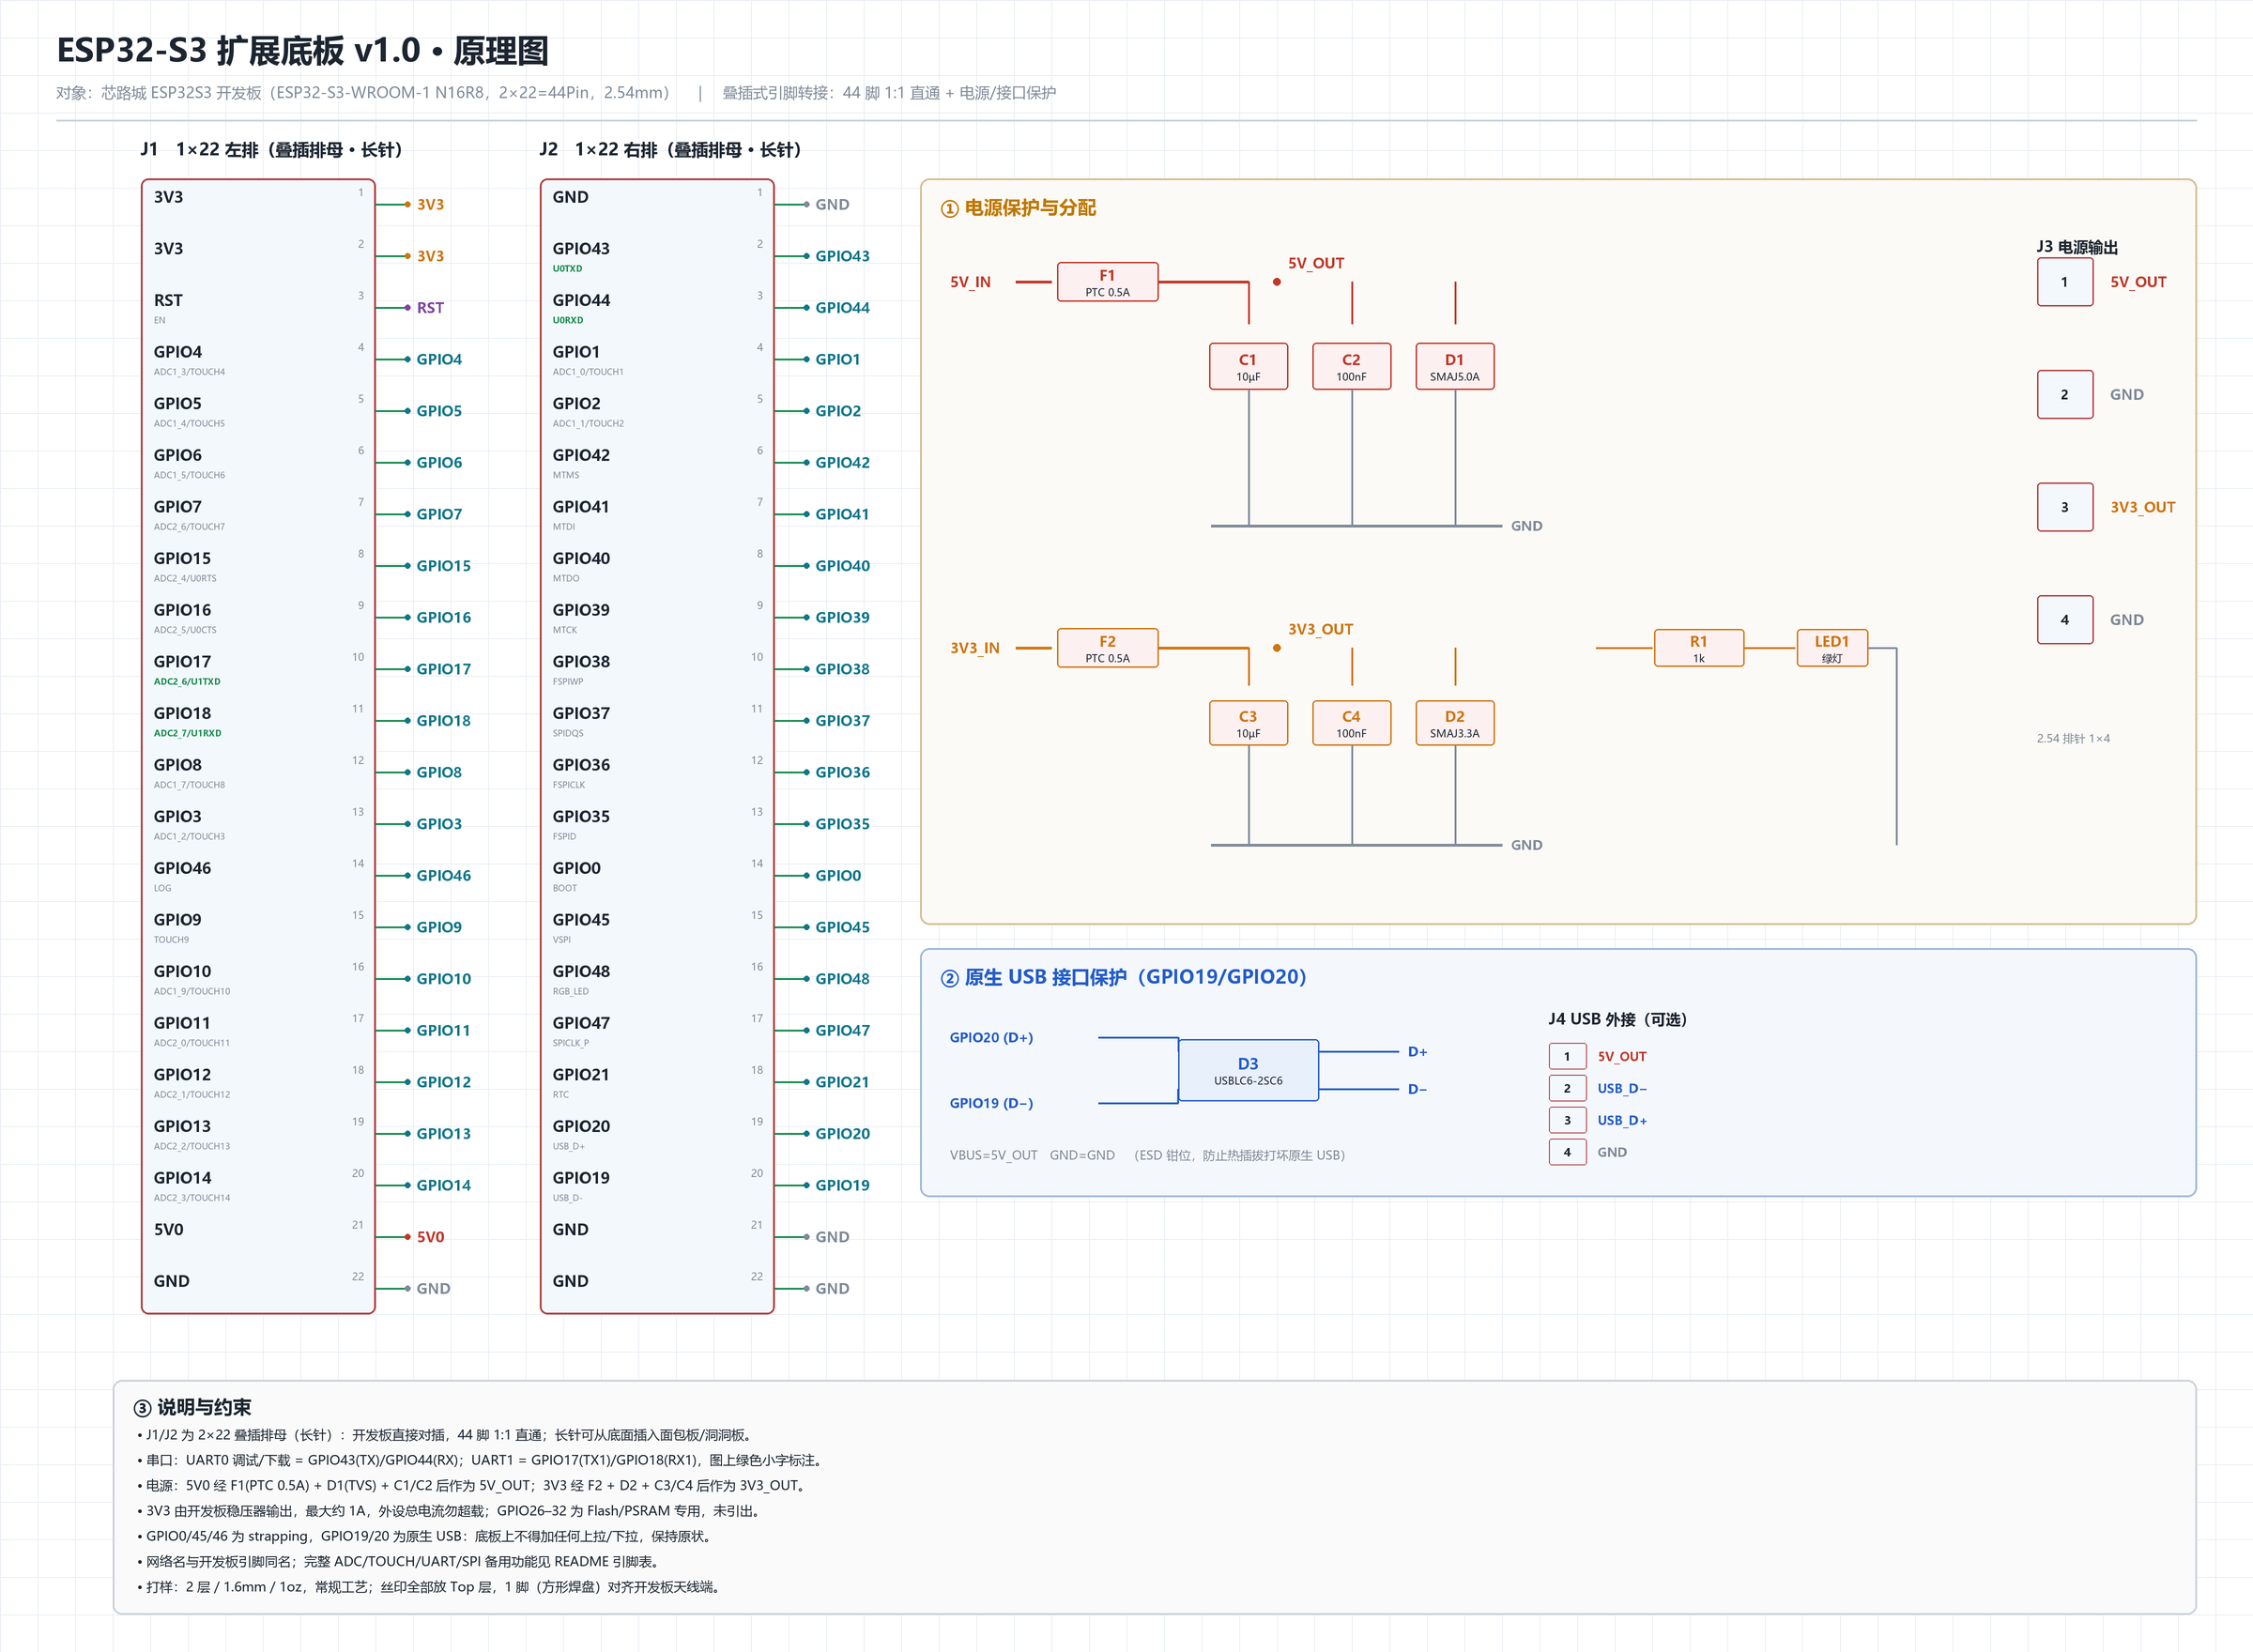 ESP32-S3 扩展底板 v1.0 • 原理图
对象：芯路城 ESP32S3 开发板（ESP32-S3-WROOM-1 N16R8，2×22=44Pin，2.54mm） | 叠插式引脚转接：44 脚 1:1 直通 + 电源/接口保护
J1 1×22 左排（叠插排母 • 长针）
3V3 1 3V3
3V3 2 3V3
RST 3 RST
EN
GPIO4 4 GPIO4
ADC1_3/TOUCH4
GPIO5 5 GPIO5
ADC1_4/TOUCH5
GPIO6 6 GPIO6
ADC1_5/TOUCH6
GPIO7 7 GPIO7
ADC2_6/TOUCH7
GPIO15 8 GPIO15
ADC2_4/U0RTS
GPIO16 9 GPIO16
ADC2_5/U0CTS
GPIO17 10 GPIO17
ADC2_6/U1TXD
GPIO18 11 GPIO18
ADC2_7/U1RXD
GPIO8 12 GPIO8
ADC1_7/TOUCH8
GPIO3 13 GPIO3
ADC1_2/TOUCH3
GPIO46 14 GPIO46
LOG
GPIO9 15 GPIO9
TOUCH9
GPIO10 16 GPIO10
ADC1_9/TOUCH10
GPIO11 17 GPIO11
ADC2_0/TOUCH11
GPIO12 18 GPIO12
ADC2_1/TOUCH12
GPIO13 19 GPIO13
ADC2_2/TOUCH13
GPIO14 20 GPIO14
ADC2_3/TOUCH14
5V0 21 5V0
GND 22 GND
J2 1×22 右排（叠插排母 • 长针）
GND 1 GND
GPIO43 2 GPIO43
U0TXD
GPIO44 3 GPIO44
U0RXD
GPIO1 4 GPIO1
ADC1_0/TOUCH1
GPIO2 5 GPIO2
ADC1_1/TOUCH2
GPIO42 6 GPIO42
MTMS
GPIO41 7 GPIO41
MTDI
GPIO40 8 GPIO40
MTDO
GPIO39 9 GPIO39
MTCK
GPIO38 10 GPIO38
FSPIWP
GPIO37 11 GPIO37
SPIDQS
GPIO36 12 GPIO36
FSPICLK
GPIO35 13 GPIO35
FSPID
GPIO0 14 GPIO0
BOOT
GPIO45 15 GPIO45
VSPI
GPIO48 16 GPIO48
RGB_LED
GPIO47 17 GPIO47
SPICLK_P
GPIO21 18 GPIO21
RTC
GPIO20 19 GPIO20
USB_D+
GPIO19 20 GPIO19
USB_D-
GND 21 GND
GND 22 GND
① 电源保护与分配
5V_IN
F1
PTC 0.5A
5V_OUT
C1
10μF
C2
100nF
D1
SMAJ5.0A
GND
3V3_IN
F2
PTC 0.5A
3V3_OUT
C3
10μF
C4
100nF
D2
SMAJ3.3A
GND
R1
1k
LED1
绿灯
J3 电源输出
1 5V_OUT
2 GND
3 3V3_OUT
4 GND
2.54 排针 1×4
② 原生 USB 接口保护（GPIO19/GPIO20）
GPIO20 (D+)
GPIO19 (D−)
D3
USBLC6-2SC6
D+
D−
VBUS=5V_OUT GND=GND （ESD 钳位，防止热插拔打坏原生 USB）
J4 USB 外接（可选）
1 5V_OUT
2 USB_D−
3 USB_D+
4 GND
③ 说明与约束
• J1/J2 为 2×22 叠插排母（长针）：开发板直接对插，44 脚 1:1 直通；长针可从底面插入面包板/洞洞板。
• 串口：UART0 调试/下载 = GPIO43(TX)/GPIO44(RX)；UART1 = GPIO17(TX1)/GPIO18(RX1)，图上绿色小字标注。
• 电源：5V0 经 F1(PTC 0.5A) + D1(TVS) + C1/C2 后作为 5V_OUT；3V3 经 F2 + D2 + C3/C4 后作为 3V3_OUT。
• 3V3 由开发板稳压器输出，最大约 1A，外设总电流勿超载；GPIO26–32 为 Flash/PSRAM 专用，未引出。
• GPIO0/45/46 为 strapping，GPIO19/20 为原生 USB：底板上不得加任何上拉/下拉，保持原状。
• 网络名与开发板引脚同名；完整 ADC/TOUCH/UART/SPI 备用功能见 README 引脚表。
• 打样：2 层 / 1.6mm / 1oz，常规工艺；丝印全部放 Top 层，1 脚（方形焊盘）对齐开发板天线端。